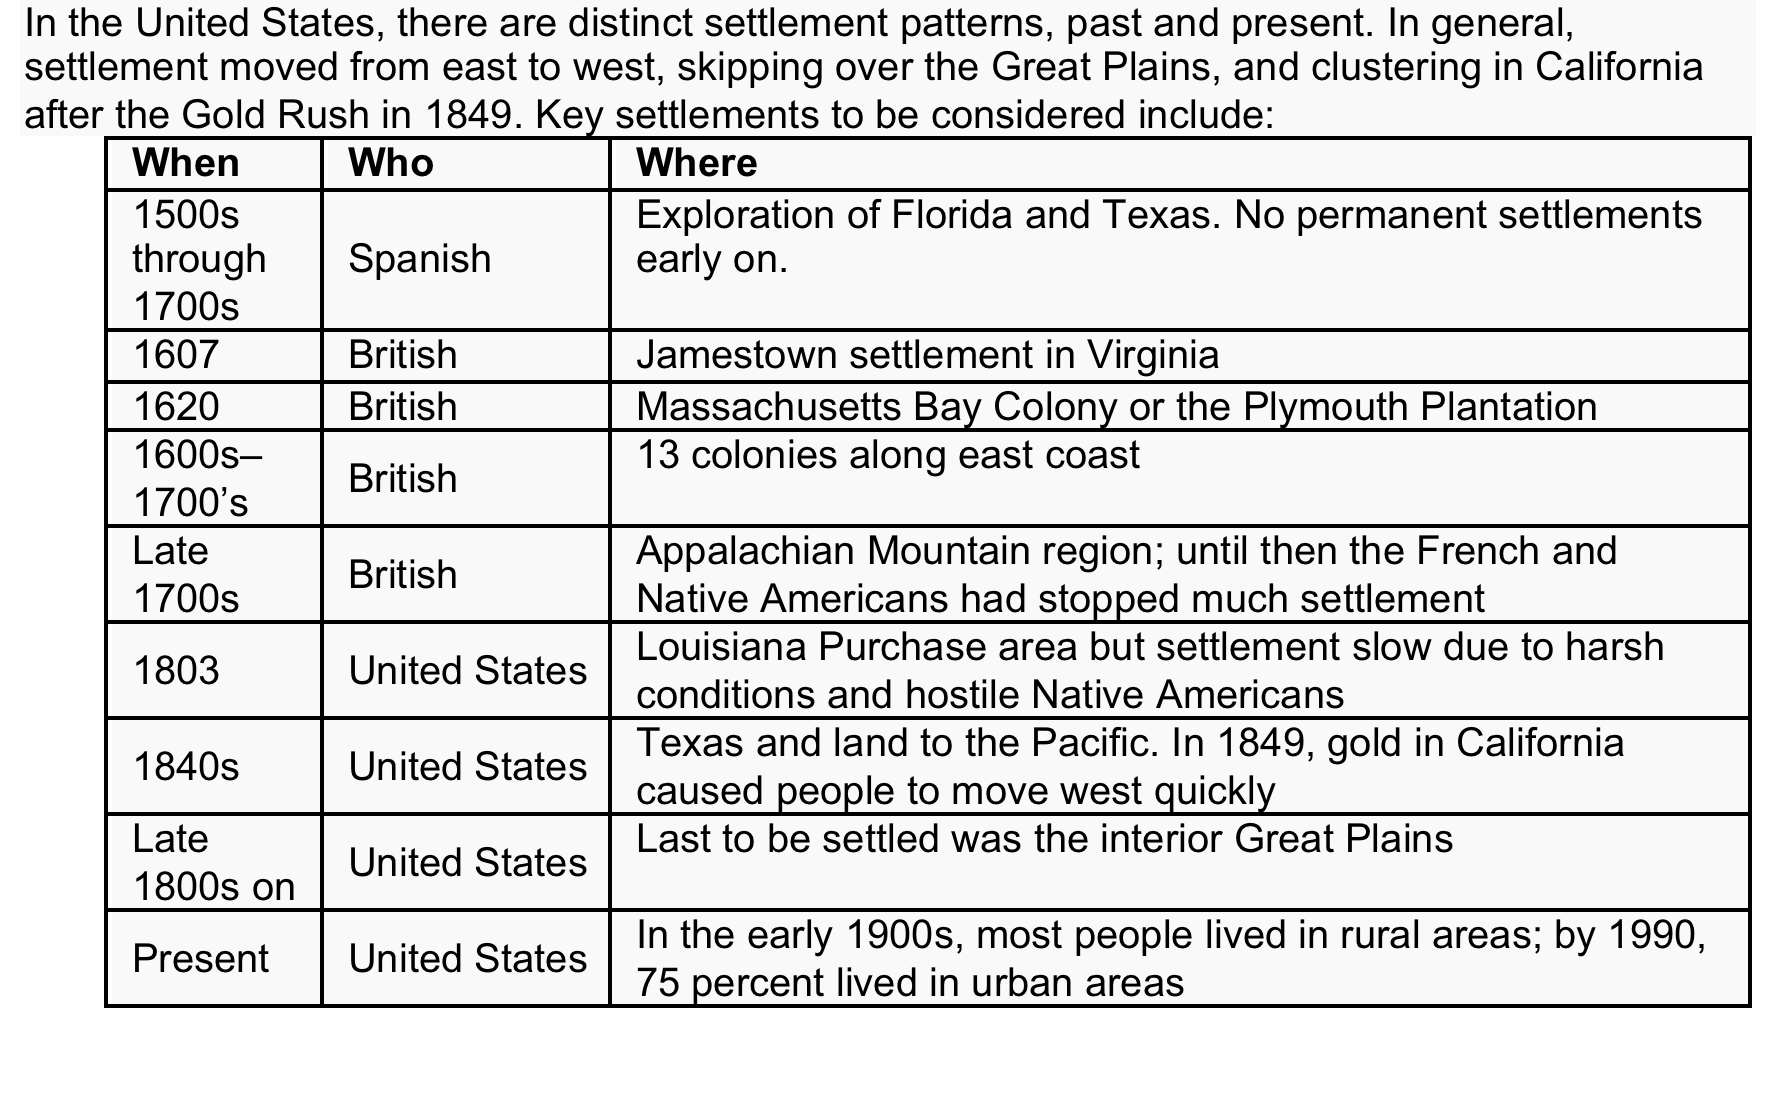 In the United States, there are distinct settlement patterns, past and present. In general,
settlement moved from east to west, skipping over the Great Plains, and clustering in California
after the Gold Rush in 1849. Key settlements to be considered include:
When Who Where
1500s
through
1700s
Spanish
Exploration of Florida and Texas. No permanent settlements
early on.
1607 British Jamestown settlement in Virginia
1620 British Massachusetts Bay Colony or the Plymouth Plantation
1600s–
1700’s
British
13 colonies along east coast
Late
1700s
British
Appalachian Mountain region; until then the French and
Native Americans had stopped much settlement
1803
United States
Louisiana Purchase area but settlement slow due to harsh
conditions and hostile Native Americans
1840s
United States
Texas and land to the Pacific. In 1849, gold in California
caused people to move west quickly
Late
1800s on
United States
Last to be settled was the interior Great Plains
Present
United States
In the early 1900s, most people lived in rural areas; by 1990,
75 percent lived in urban areas